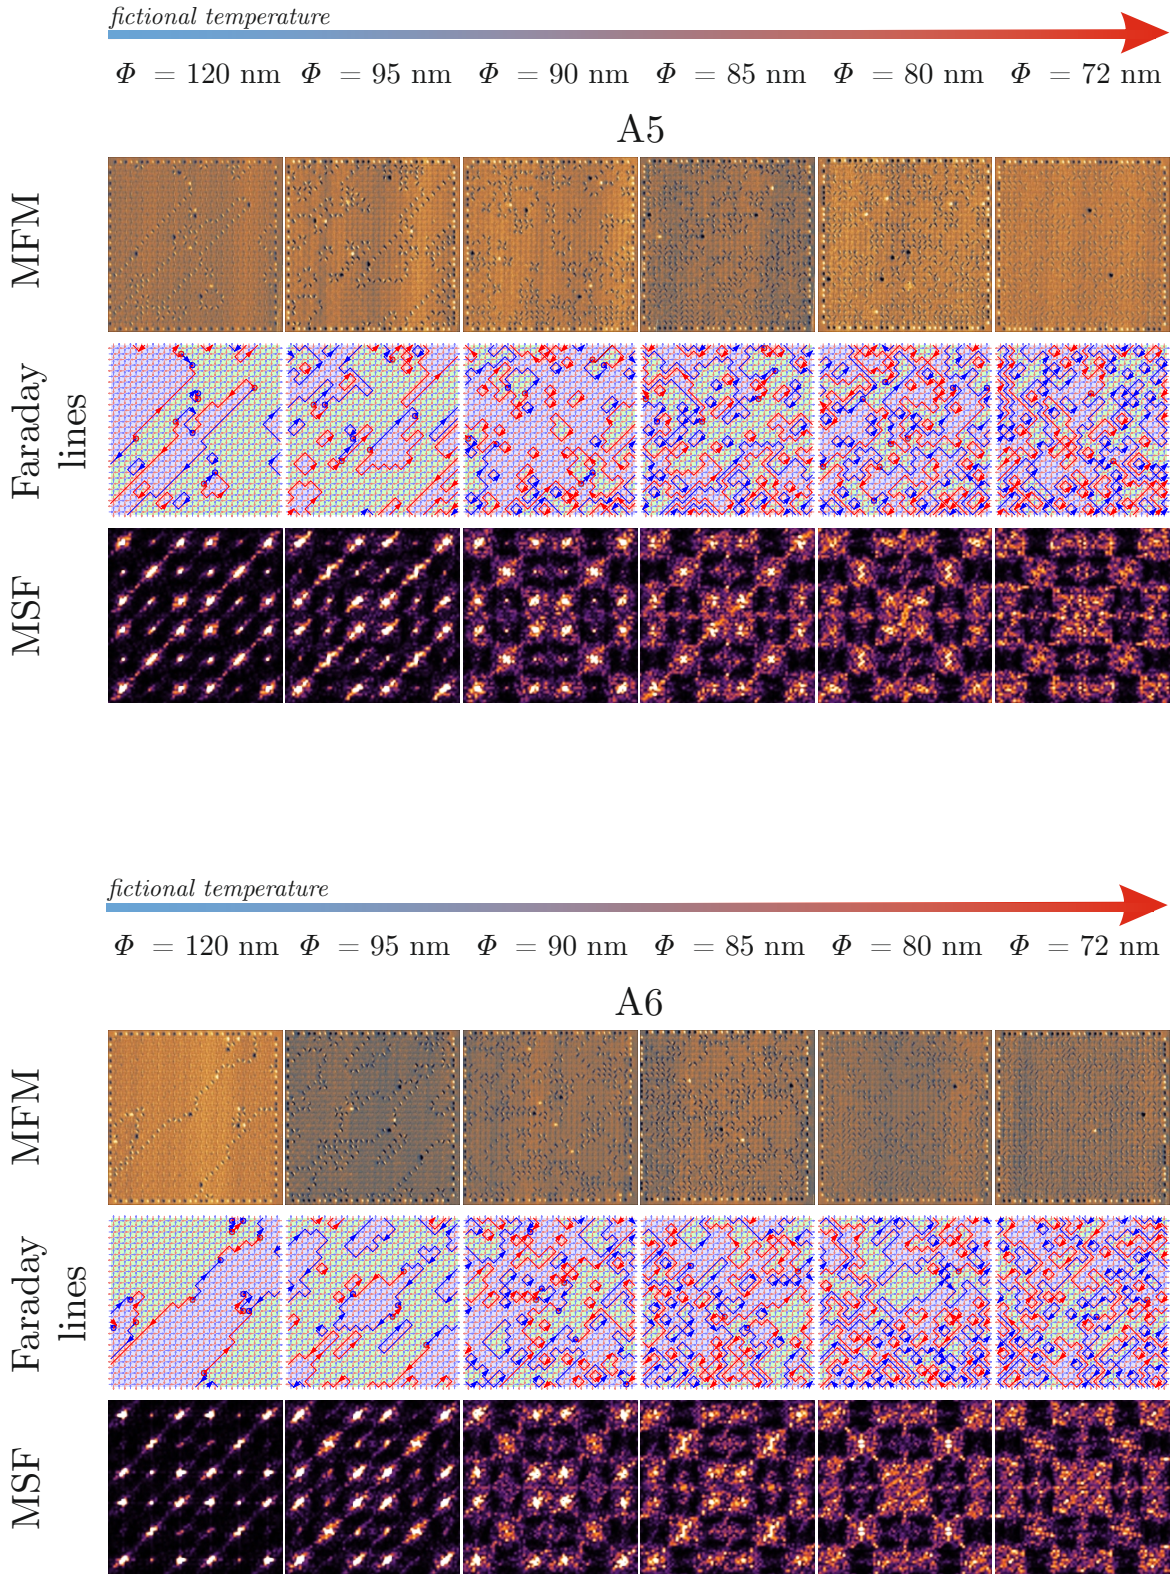 fictional temperature
Φ = 120 nm Φ = 95 nm Φ = 90 nm Φ = 85 nm Φ = 80 nm Φ = 72 nm
A5
MFM
Faraday
lines
MSF
fictional temperature
Φ = 120 nm Φ = 95 nm Φ = 90 nm Φ = 85 nm Φ = 80 nm Φ = 72 nm
A6
MFM
Faraday
lines
MSF